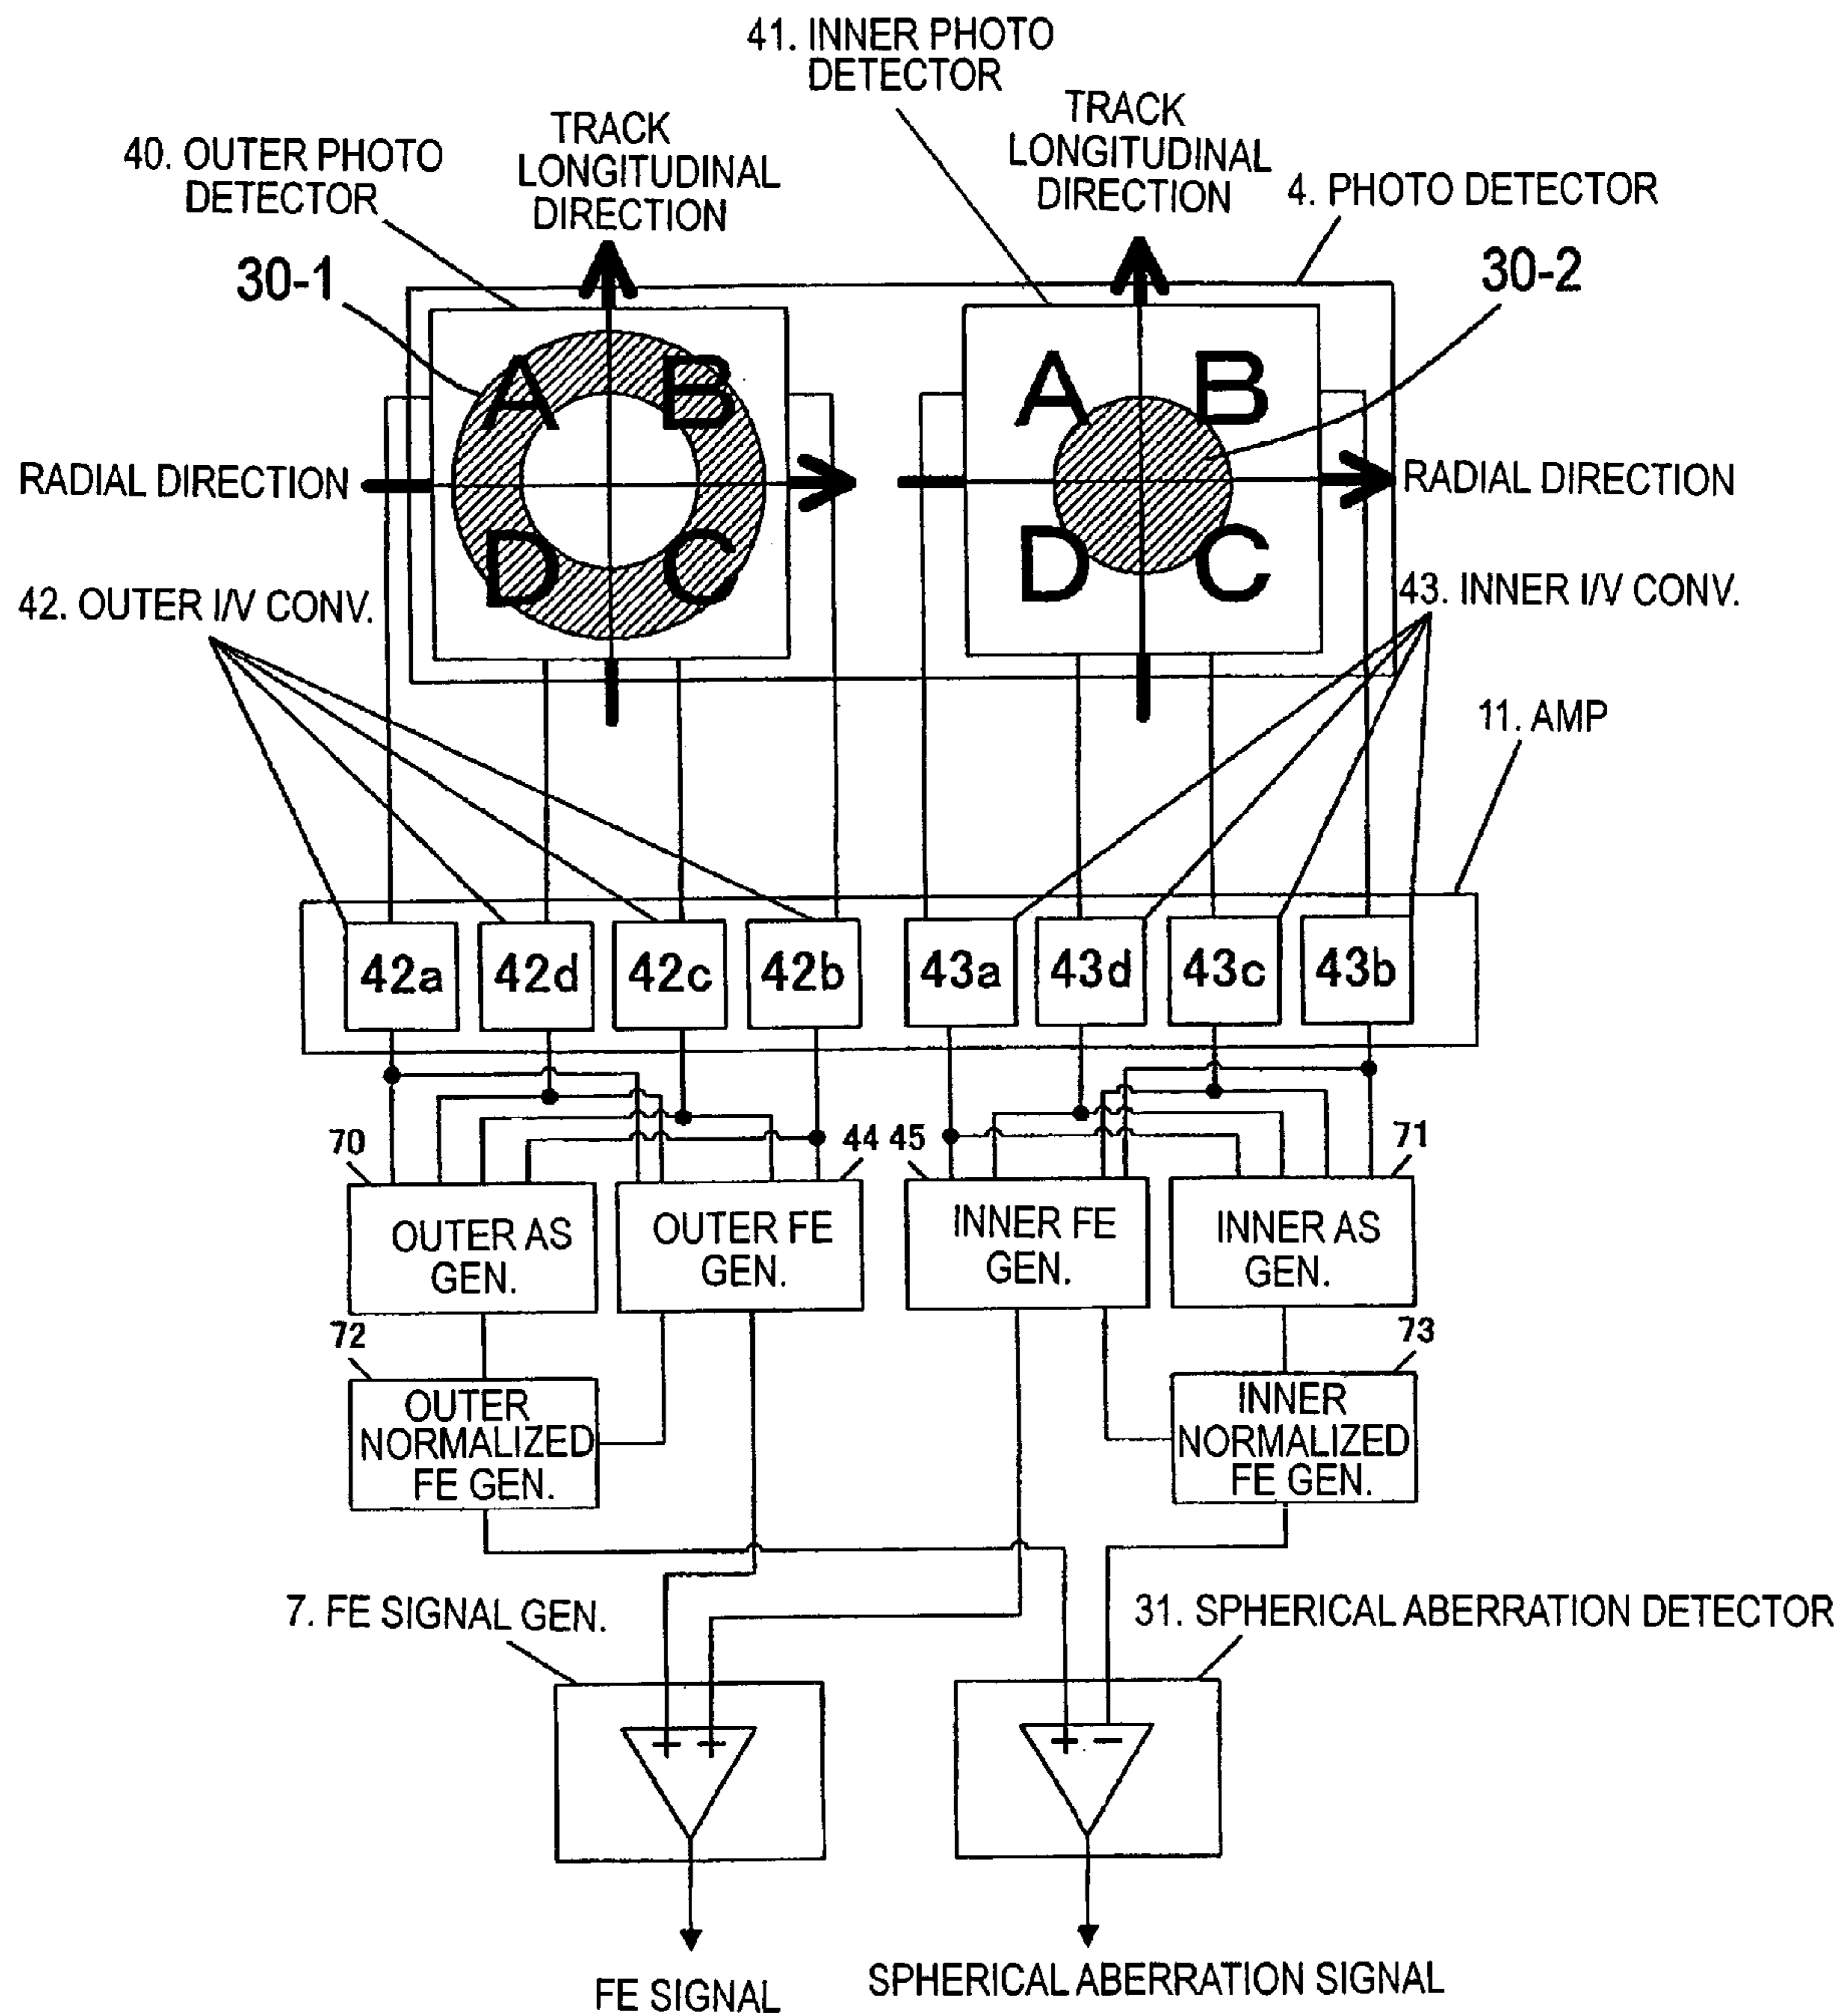 41. INNER PHOTO
DETECTOR
TRACK
LONGITUDINAL
DIRECTION
TRACK
LONGITUDINAL
DIRECTION
40. OUTER PHOTO
DETECTOR
4. PHOTO DETECTOR
30-1
30-2
A B
A B
RADIAL DIRECTION
RADIAL DIRECTION
D C
D C
42. OUTER I/V CONV.
43. INNER I/V CONV.
11. AMP
42a 42d 42c 42b 43a 43d 43c 43b
70
44 45
71
OUTER AS
GEN.
OUTER FE
GEN.
INNER FE
GEN.
INNER AS
GEN.
72
73
OUTER
NORMALIZED
FE GEN.
INNER
NORMALIZED
FE GEN.
7. FE SIGNAL GEN.
31. SPHERICAL ABERRATION DETECTOR
+ +
+ −
FE SIGNAL
SPHERICAL ABERRATION SIGNAL